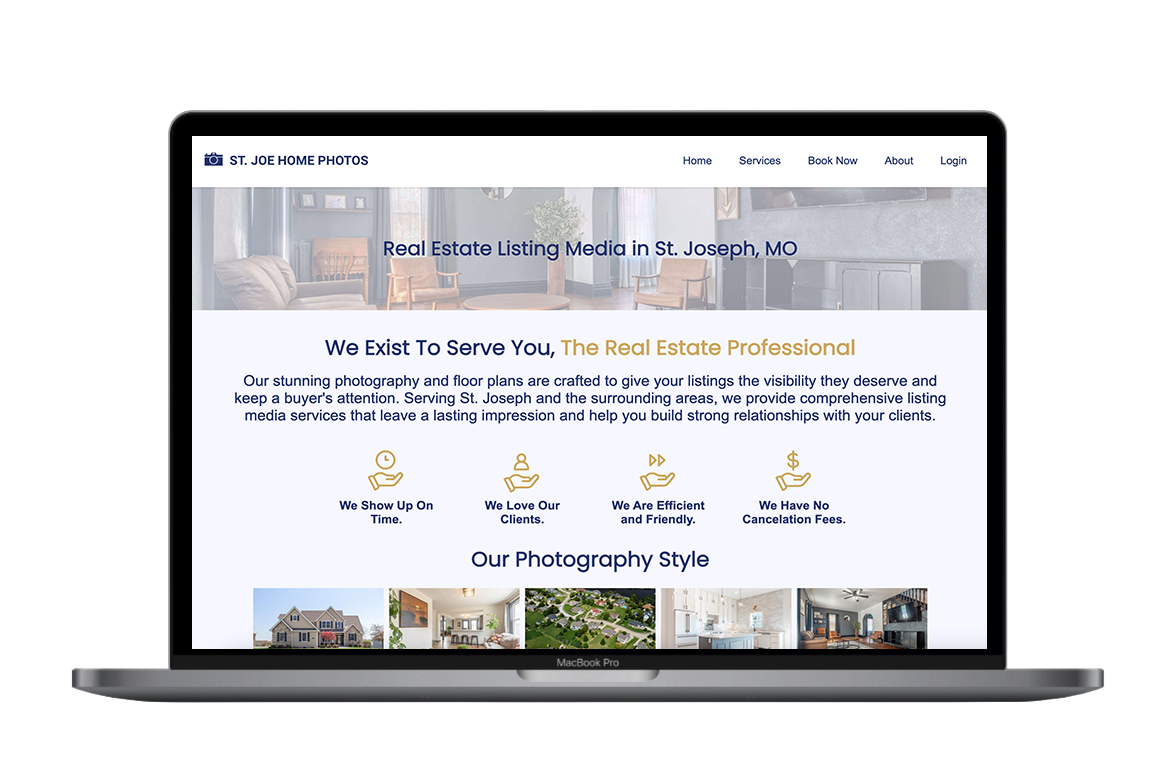 ST. JOE HOME PHOTOS
Home Services Book Now About Login
Real Estate Listing Media in St. Joseph, MO
We Exist To Serve You, The Real Estate Professional
Our stunning photography and floor plans are crafted to give your listings the visibility they deserve and
keep a buyer's attention. Serving St. Joseph and the surrounding areas, we provide comprehensive listing
media services that leave a lasting impression and help you build strong relationships with your clients.
We Show Up On
Time.
We Love Our
Clients.
We Are Efficient
and Friendly.
$
We Have No
Cancelation Fees.
Our Photography Style
MacBook Pro